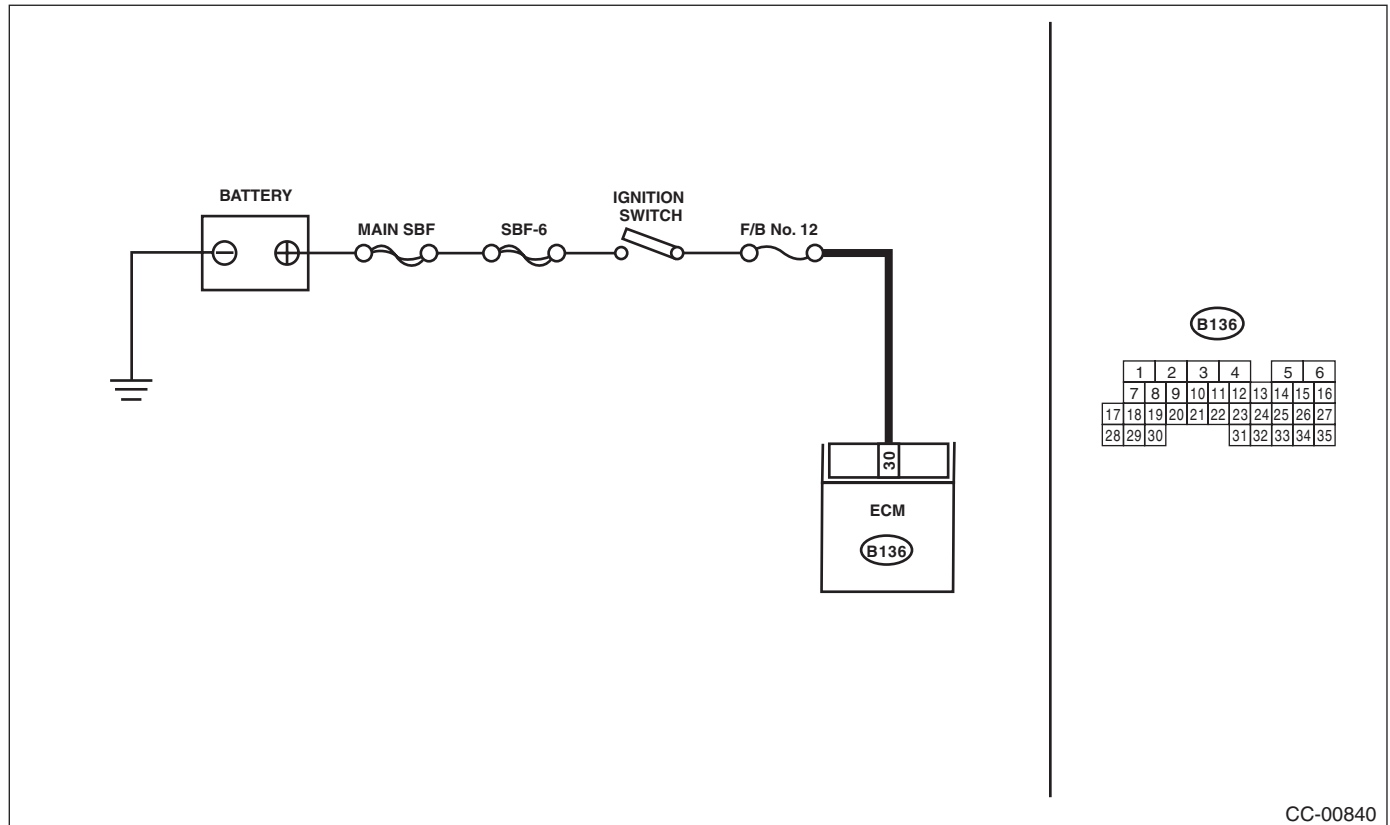 BATTERY
MAIN SBF
SBF-6
IGNITION
SWITCH
F/B No. 12
30
ECM
B136
B136
1 2 3 4 5 6
7 8 9 10 11 12 13 14 15 16
17 18 19 20 21 22 23 24 25 26 27
28 29 30 31 32 33 34 35
CC-00840